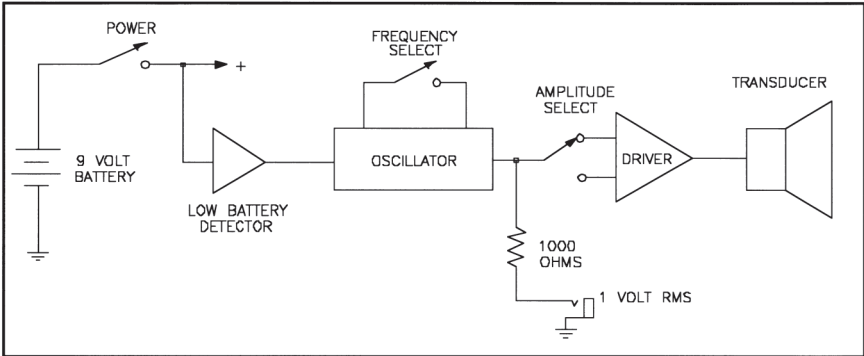 POWER
+
FREQUENCY
SELECT
TRANSDUCER
AMPLITUDE
SELECT
9 VOLT
BATTERY
OSCILLATOR
DRIVER
LOW BATTERY
DETECTOR
1000
OHMS
1 VOLT RMS